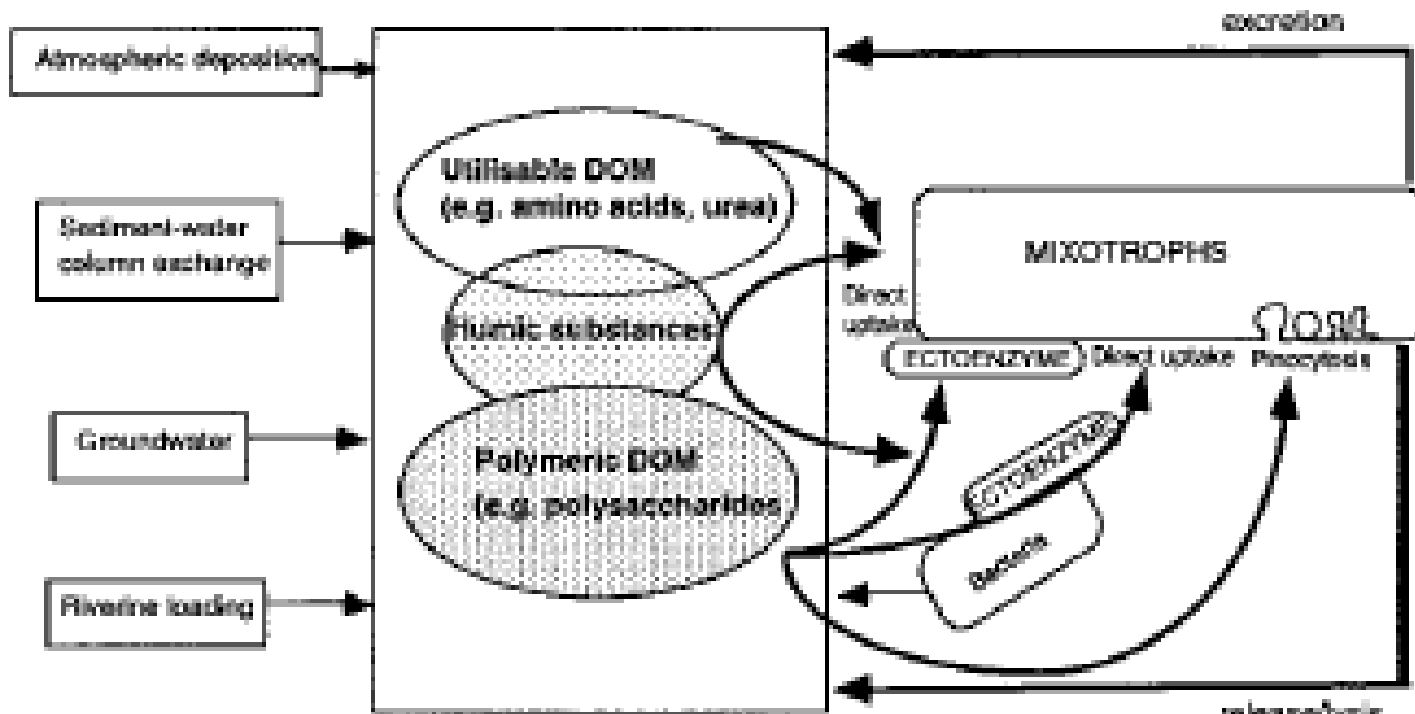 excretion
Atmospheric deposition
Utilisable DOM
(e.g. amino acids, urea)
Sediment-water
column exchange
MIXOTROPHS
Direct
uptake
Humic substances
ECTOENZYME
Direct uptake
Pinocytosis
Groundwater
ECTOENZYME
Polymeric DOM
(e.g. polysaccharides
Bacteria
Riverine loading